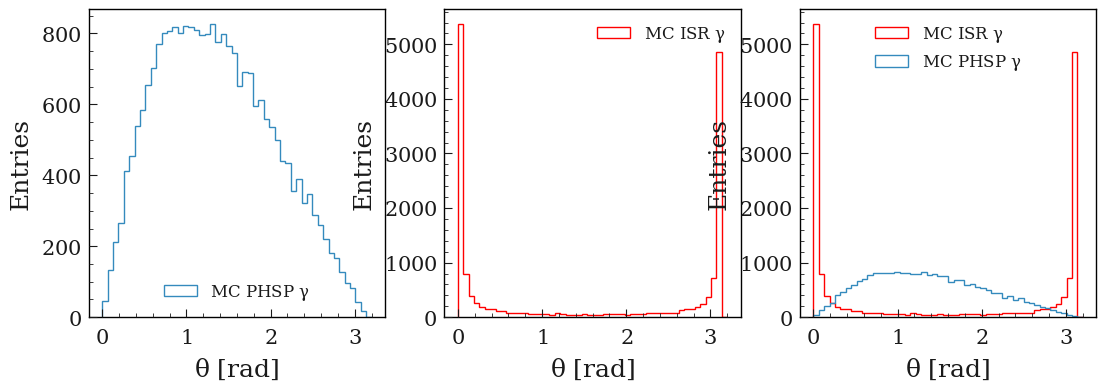 800
600
400
200
0
Entries
MC PHSP γ
0
1
2
3
θ [rad]
5000
4000
3000
2000
1000
0
Entries
MC ISR γ
0
1
2
3
θ [rad]
5000
4000
3000
2000
1000
0
Entries
MC ISR γ
MC PHSP γ
0
1
2
3
θ [rad]